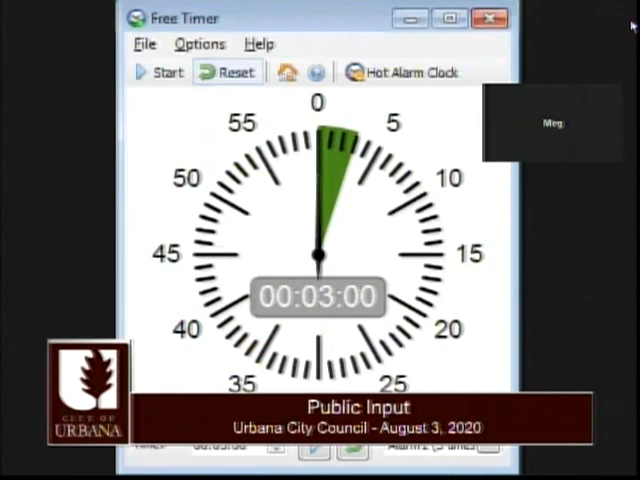 Free Timer
File Options Help
Start Reset Hot Alarm Clock
0
55 5
Meg
50 10
45 15
00:03:00
40 20
35 25
CITY OF
URBANA
Public Input
Urbana City Council - August 3, 2020